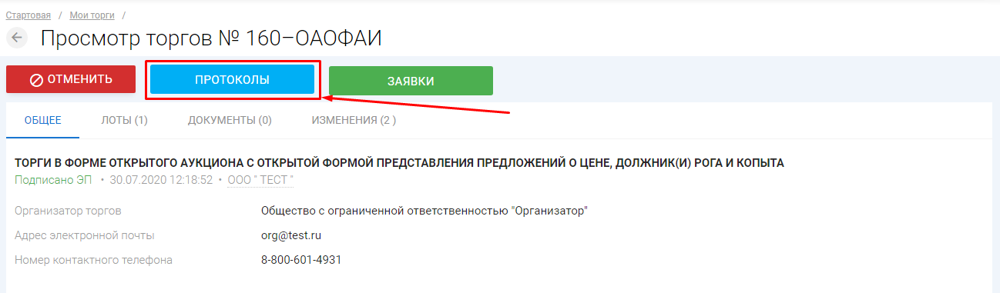 Стартовая / Мои торги /
Просмотр торгов № 160–ОАОФАИ
ОТМЕНИТЬ ПРОТОКОЛЫ ЗАЯВКИ
ОБЩЕЕ ЛОТЫ (1) ДОКУМЕНТЫ (0) ИЗМЕНЕНИЯ (2 )
ТОРГИ В ФОРМЕ ОТКРЫТОГО АУКЦИОНА С ОТКРЫТОЙ ФОРМОЙ ПРЕДСТАВЛЕНИЯ ПРЕДЛОЖЕНИЙ О ЦЕНЕ, ДОЛЖНИК(И) РОГА И КОПЫТА
Подписано ЭП • 30.07.2020 12:18:52 • ООО " ТЕСТ "
Организатор торгов Общество с ограниченной ответственностью "Организатор"
Адрес электронной почты org@test.ru
Номер контактного телефона 8-800-601-4931